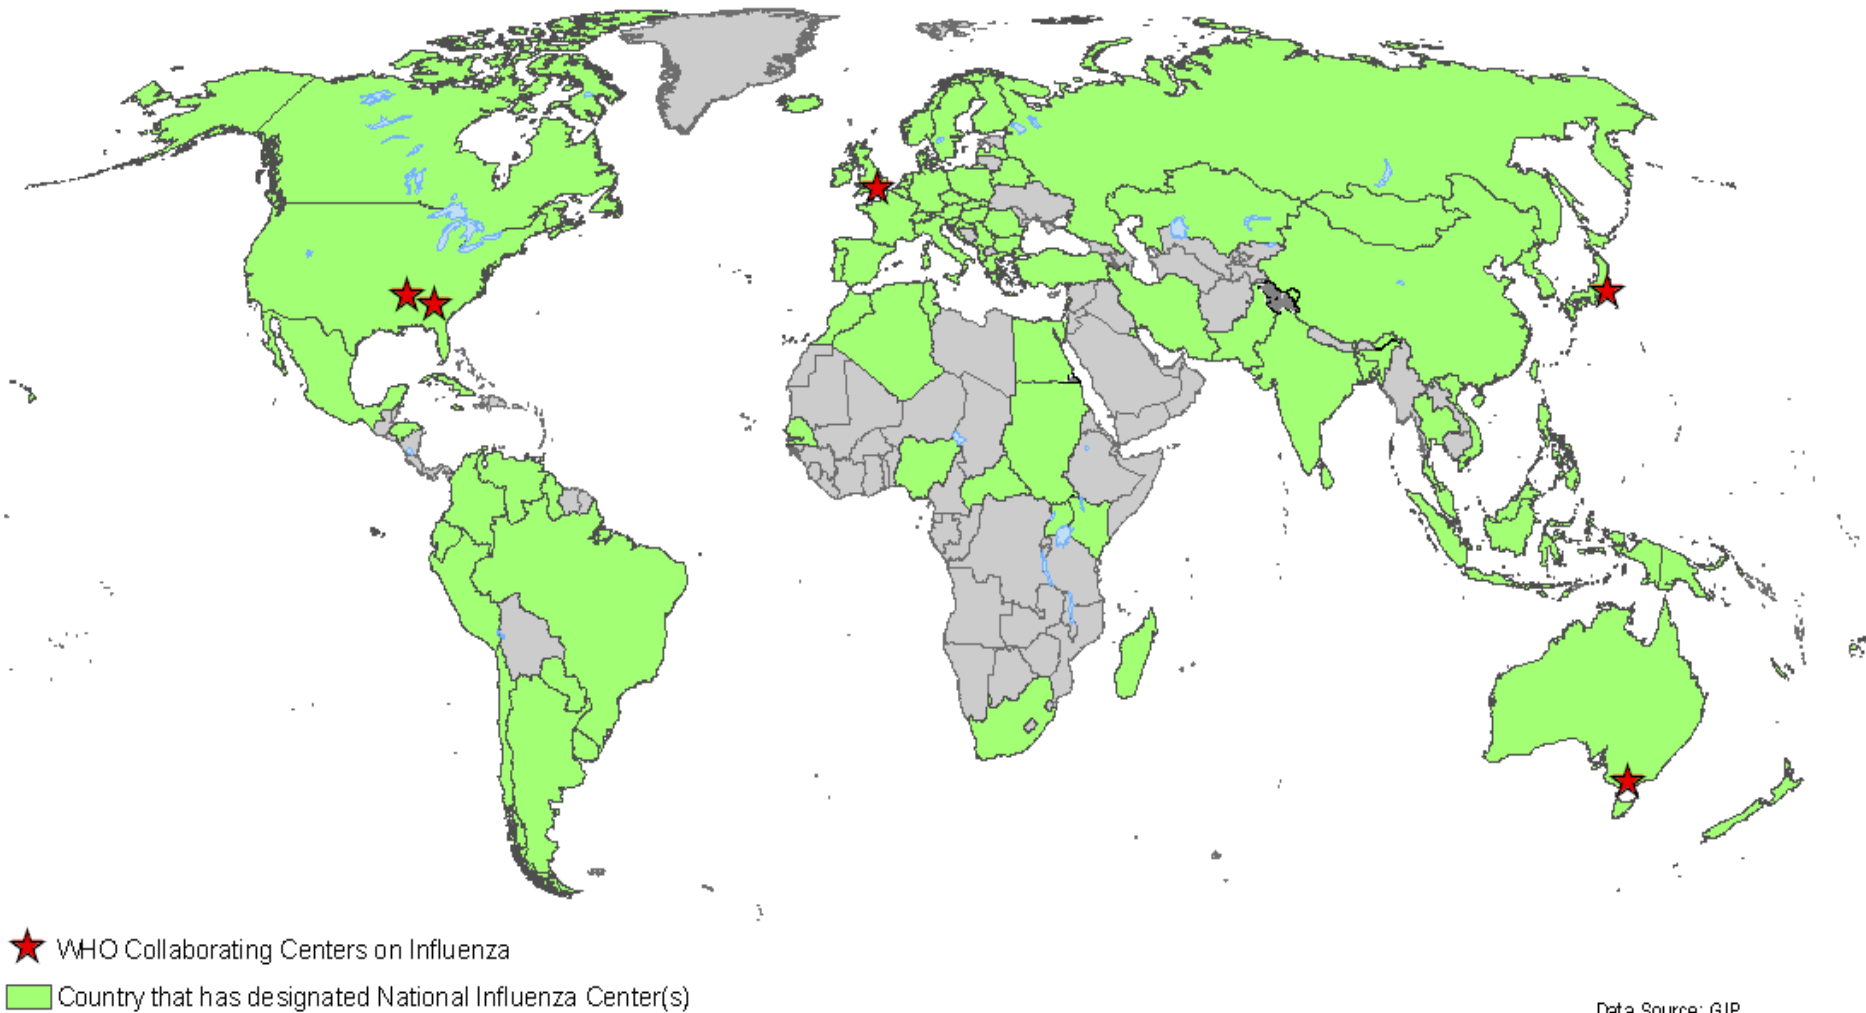 WHO Collaborating Centers on Influenza
Country that has designated National Influenza Center(s)
Data Source: GIP